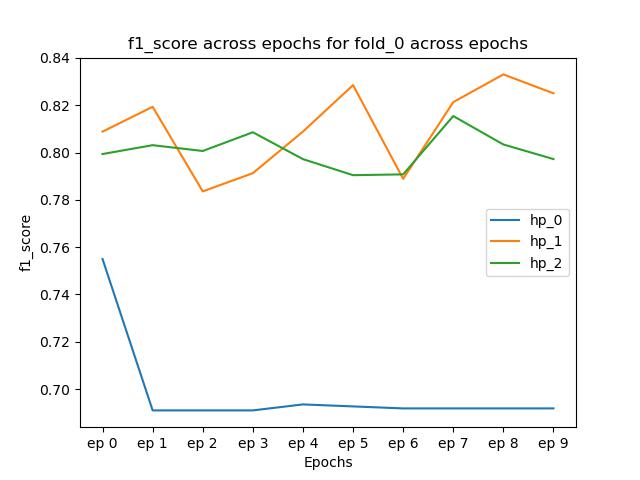 f1_score across epochs for fold_0 across epochs
0.84
0.82
0.80
0.78
0.76
0.74
0.72
0.70
f1_score
hp_0
hp_1
hp_2
ep 0 ep 1 ep 2 ep 3 ep 4 ep 5 ep 6 ep 7 ep 8 ep 9
Epochs